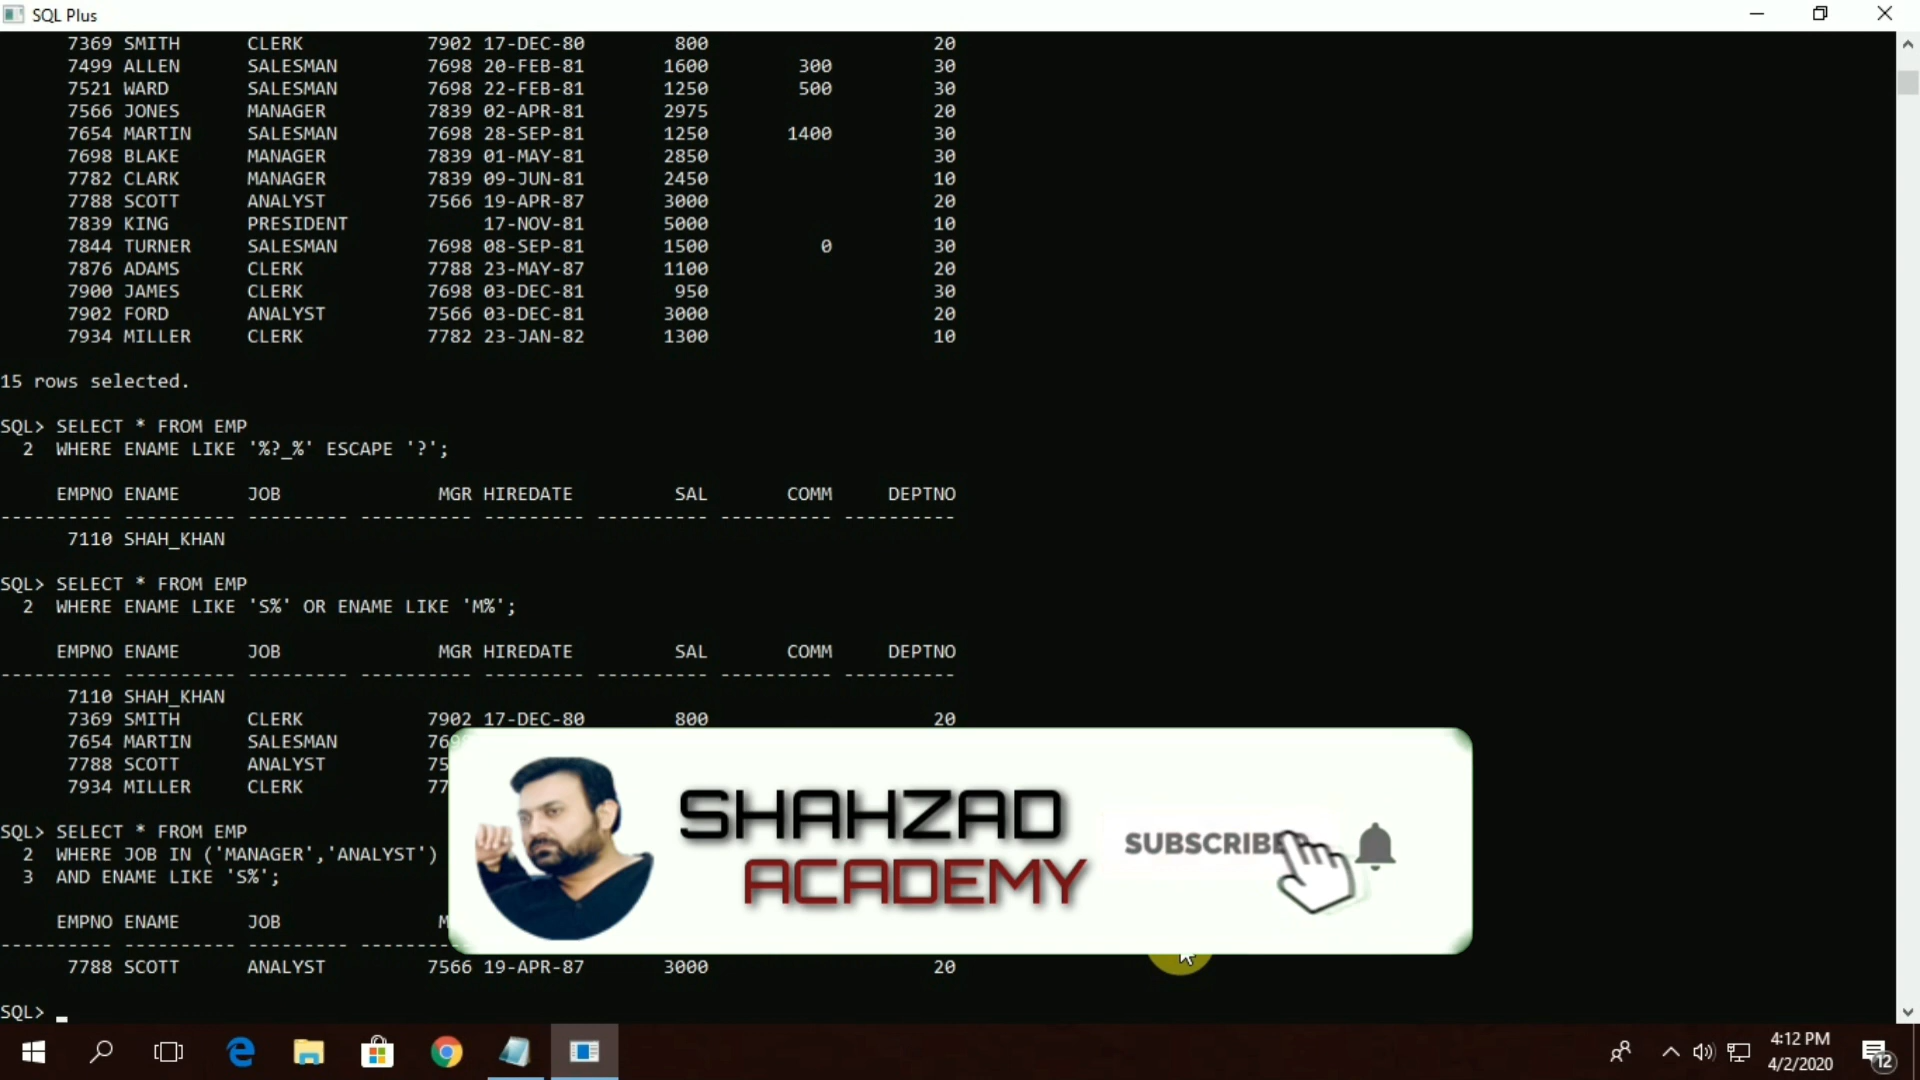 SQL Plus
7369 SMITH CLERK 7902 17-DEC-80 800 20
7499 ALLEN SALESMAN 7698 20-FEB-81 1600 300 30
7521 WARD SALESMAN 7698 22-FEB-81 1250 500 30
7566 JONES MANAGER 7839 02-APR-81 2975 20
7654 MARTIN SALESMAN 7698 28-SEP-81 1250 1400 30
7698 BLAKE MANAGER 7839 01-MAY-81 2850 30
7782 CLARK MANAGER 7839 09-JUN-81 2450 10
7788 SCOTT ANALYST 7566 19-APR-87 3000 20
7839 KING PRESIDENT 17-NOV-81 5000 10
7844 TURNER SALESMAN 7698 08-SEP-81 1500 0 30
7876 ADAMS CLERK 7788 23-MAY-87 1100 20
7900 JAMES CLERK 7698 03-DEC-81 950 30
7902 FORD ANALYST 7566 03-DEC-81 3000 20
7934 MILLER CLERK 7782 23-JAN-82 1300 10
15 rows selected.
SQL> SELECT * FROM EMP
2 WHERE ENAME LIKE '%?_%' ESCAPE '?';
EMPNO ENAME JOB MGR HIREDATE SAL COMM DEPTNO
---------- ---------- --------- ---------- --------- ---------- ---------- ----------
7110 SHAH_KHAN
SQL> SELECT * FROM EMP
2 WHERE ENAME LIKE 'S%' OR ENAME LIKE 'M%';
EMPNO ENAME JOB MGR HIREDATE SAL COMM DEPTNO
---------- ---------- --------- ---------- --------- ---------- ---------- ----------
7110 SHAH_KHAN
7369 SMITH CLERK 7902 17-DEC-80 800 20
7654 MARTIN SALESMAN
7788 SCOTT ANALYST
7934 MILLER CLERK
SQL> SELECT * FROM EMP
2 WHERE JOB IN ('MANAGER','ANALYST')
3 AND ENAME LIKE 'S%';
EMPNO ENAME JOB
---------- ---------- ---------
7788 SCOTT ANALYST 7566 19-APR-87 3000 20
SQL> _
SHAHZAD
ACADEMY
SUBSCRIBE
4:12 PM
4/2/2020
12